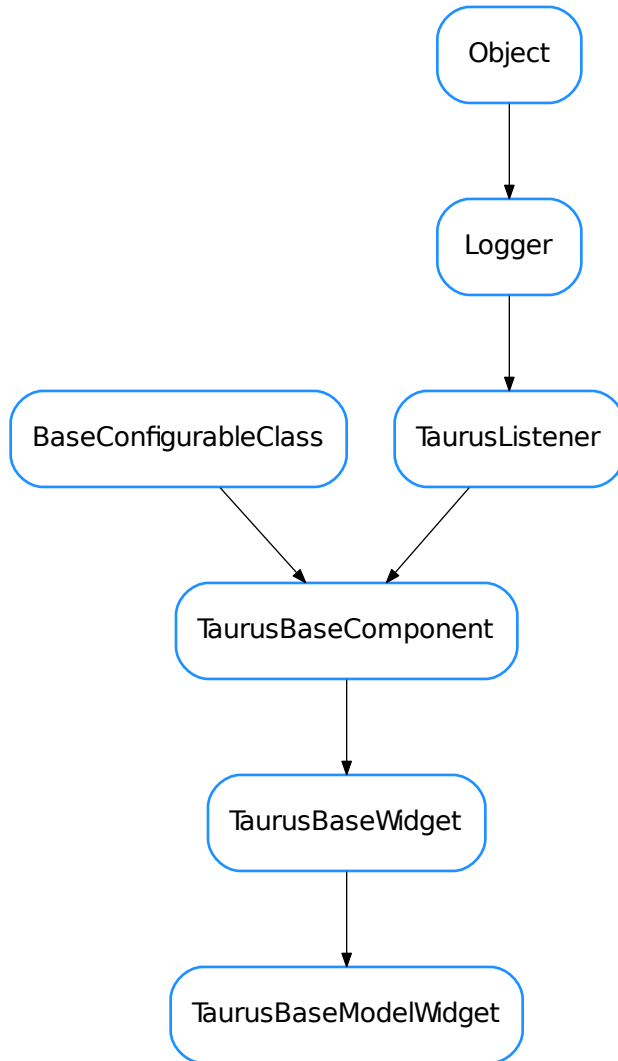 Object
Logger
BaseConfigurableClass
TaurusListener
TaurusBaseComponent
TaurusBaseWidget
TaurusBaseModelWidget